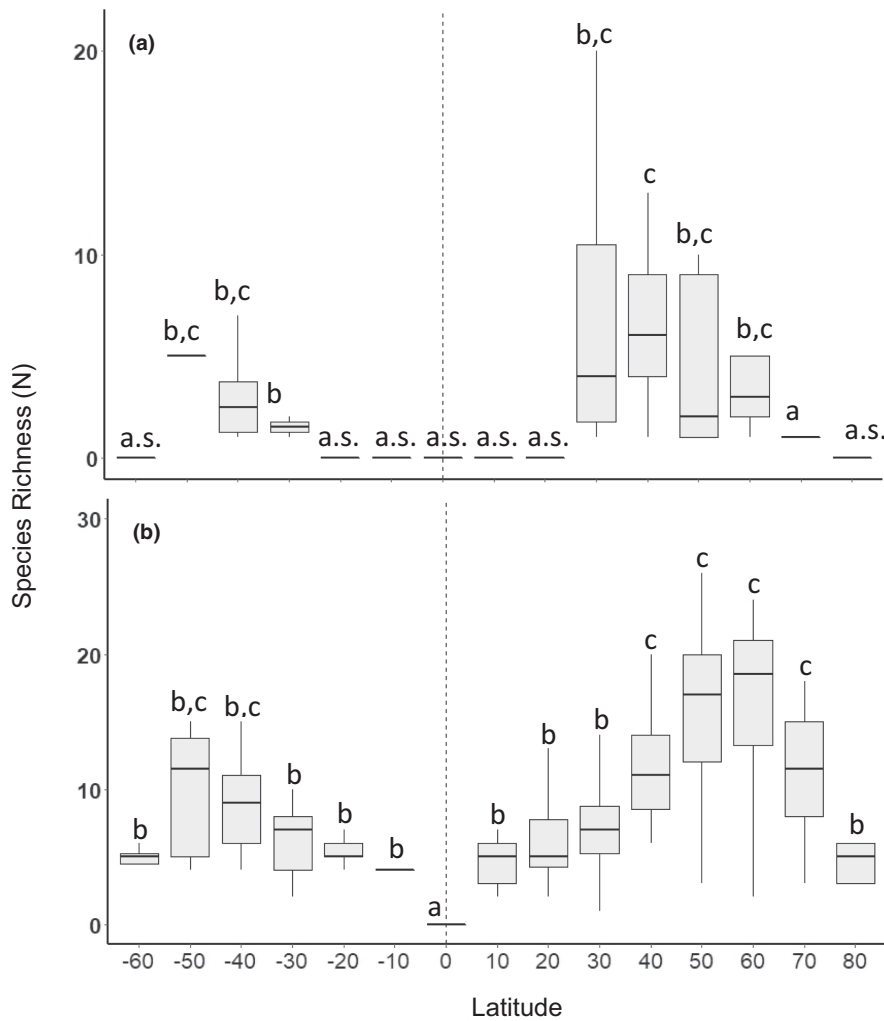 (a)
20
10
0
a.s.
b,c
b,c
b
a.s.
a.s.
a.s.
a.s.
a.s.
b,c
c
b,c
b,c
a
a.s.
Species Richness (N)
(b)
30
20
10
0
b
b,c
b,c
b
b
b
a
b
b
b
c
c
c
c
b
-60 -50 -40 -30 -20 -10 0 10 20 30 40 50 60 70 80
Latitude